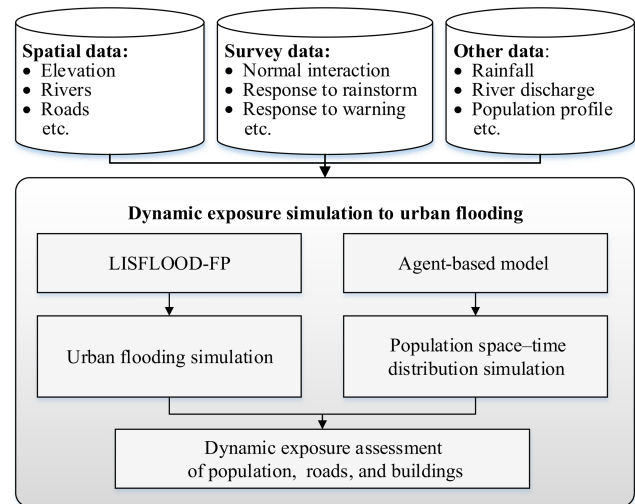 Spatial data:
• Elevation
• Rivers
• Roads
etc.
Survey data:
• Normal interaction
• Response to rainstorm
• Response to warning
etc.
Other data:
• Rainfall
• River discharge
• Population profile
etc.
Dynamic exposure simulation to urban flooding
LISFLOOD-FP
Agent-based model
Urban flooding simulation
Population space–time
distribution simulation
Dynamic exposure assessment
of population, roads, and buildings